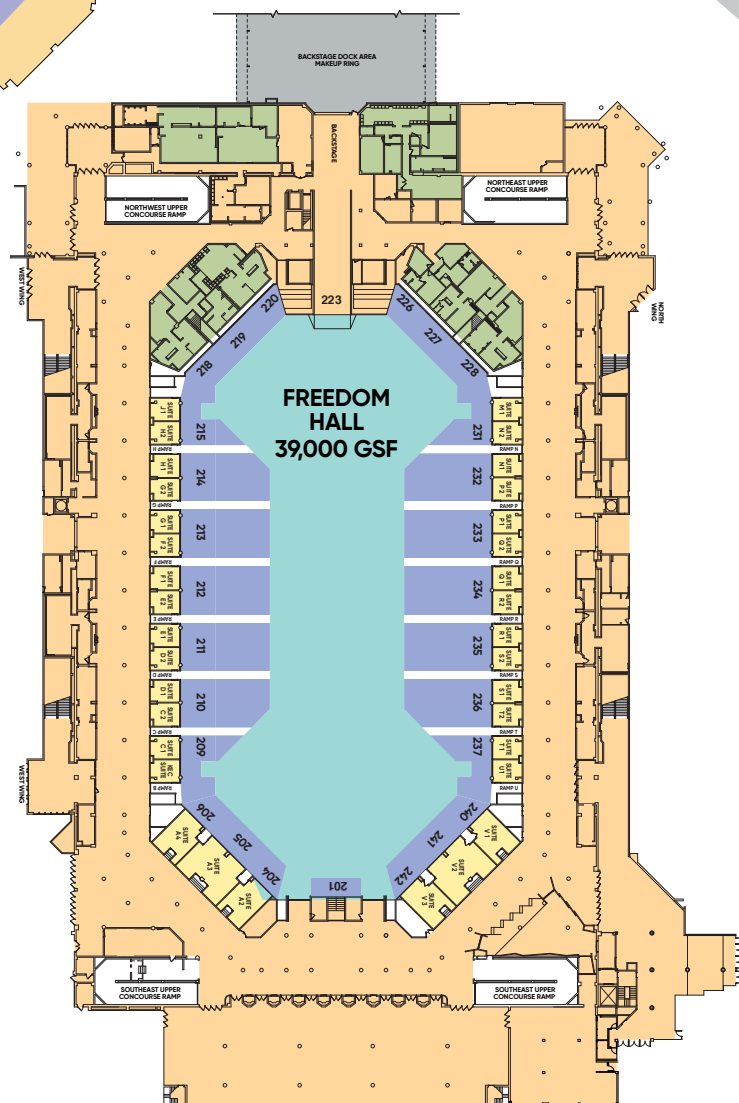 BACKSTAGE DOCK AREA
MAKEUP RING
BACKSTAGE
NORTHWEST UPPER
CONCOURSE RAMP
NORTHEAST UPPER
CONCOURSE RAMP
WEST WING
NORTH
WING
223
220
219
218
226
227
228
FREEDOM
HALL
39,000 GSF
SUITE
J1
SUITE
H2
215
RAMP H
SUITE
H1
SUITE
G2
214
RAMP G
SUITE
G1
SUITE
F2
213
RAMP F
SUITE
F1
SUITE
E2
212
RAMP E
SUITE
E1
SUITE
D2
211
RAMP D
SUITE
D1
SUITE
C2
210
RAMP C
SUITE
C1
SUITE
NEC
209
RAMP B
231
SUITE
M1
SUITE
N2
RAMP N
232
SUITE
N1
SUITE
P2
RAMP P
233
SUITE
P1
SUITE
Q2
RAMP Q
234
SUITE
Q1
SUITE
R2
RAMP R
235
SUITE
R1
SUITE
S2
RAMP S
236
SUITE
S1
SUITE
T2
RAMP T
237
SUITE
T1
SUITE
U1
RAMP U
WEST WING
206
205
204
SUITE
A4
SUITE
A3
SUITE
A2
201
240
241
242
SUITE
V1
SUITE
V2
SUITE
V3
SOUTHEAST UPPER
CONCOURSE RAMP
SOUTHEAST UPPER
CONCOURSE RAMP